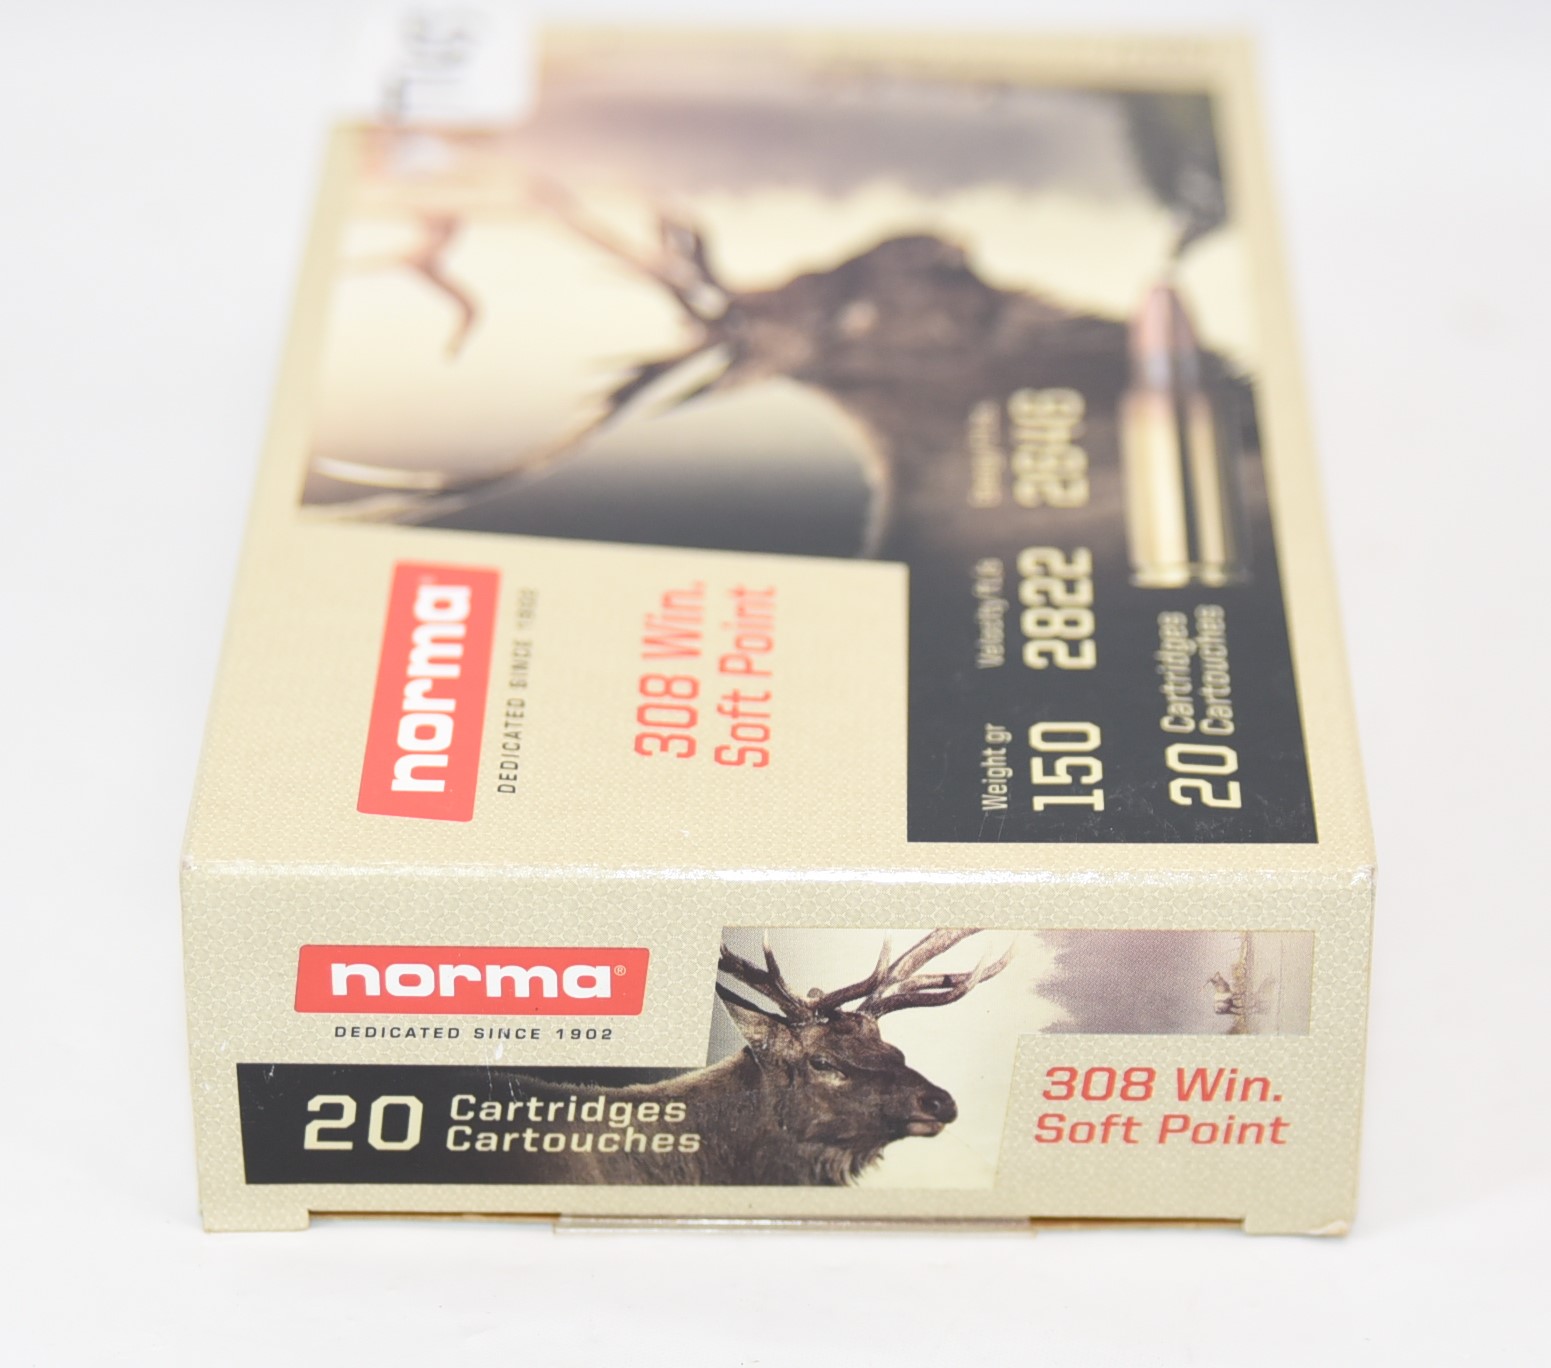 norma
DEDICATED SINCE 1902
308 Win.
Soft Point
Weight gr
150
Velocity ft/s
2822
2646
20 Cartridges
Cartouches
norma®
DEDICATED SINCE 1902
20 Cartridges
Cartouches
308 Win.
Soft Point